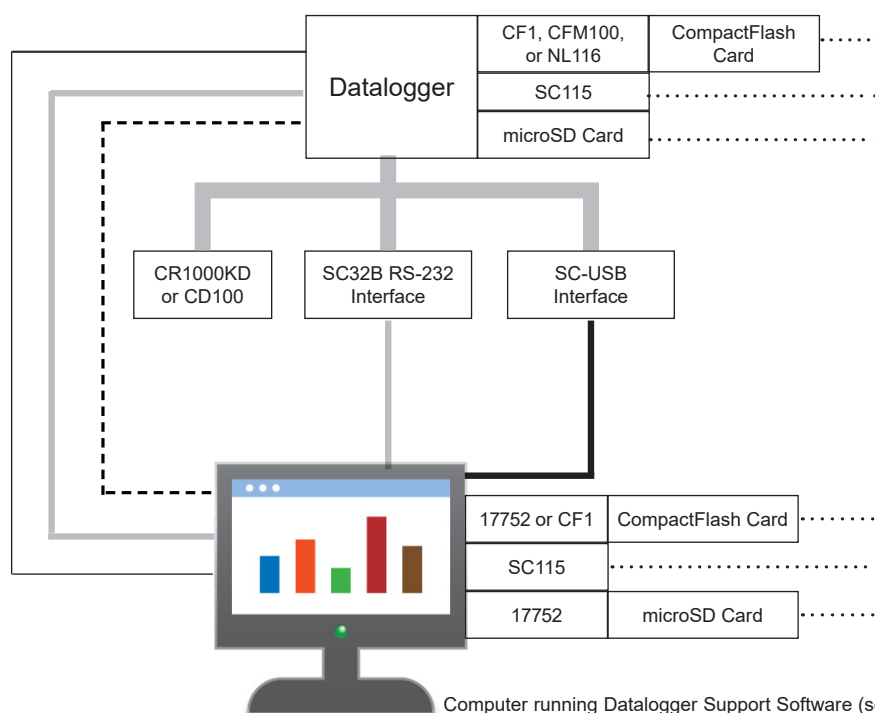 CF1, CFM100,
or NL116
CompactFlash
Card
Datalogger
SC115
microSD Card
CR1000KD
or CD100
SC32B RS-232
Interface
SC-USB
Interface
17752 or CF1
CompactFlash Card
SC115
17752
microSD Card
Computer running Datalogger Support Software